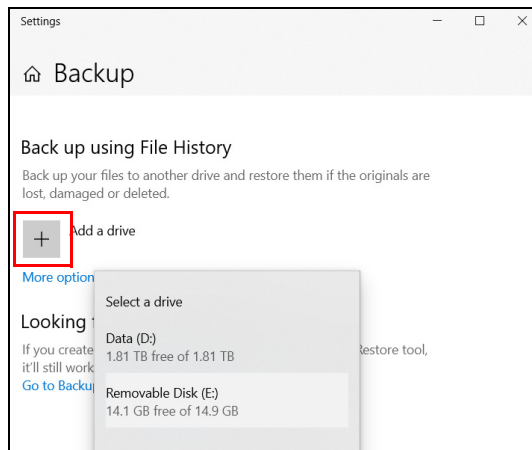 Settings
Backup
Back up using File History
Back up your files to another drive and restore them if the originals are
lost, damaged or deleted.
Add a drive
More option
Select a drive
Looking
Data (D:)
If you create
Restore tool,
1.81 TB free of 1.81 TB
it'll still work
Go to Backu
Removable Disk (E:)
14.1 GB free of 14.9 GB